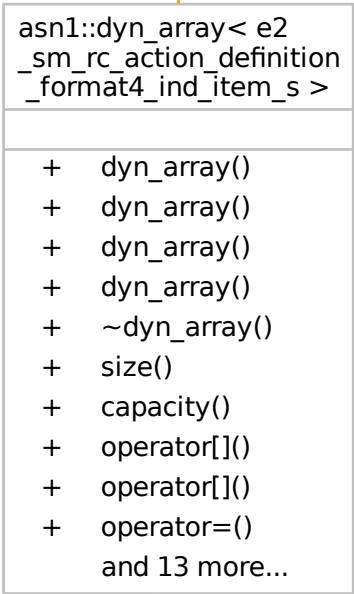 asn1::dyn_array< e2
_sm_rc_action_definition
_format4_ind_item_s >
+ dyn_array()
+ dyn_array()
+ dyn_array()
+ dyn_array()
+ ~dyn_array()
+ size()
+ capacity()
+ operator[]()
+ operator[]()
+ operator=()
and 13 more...